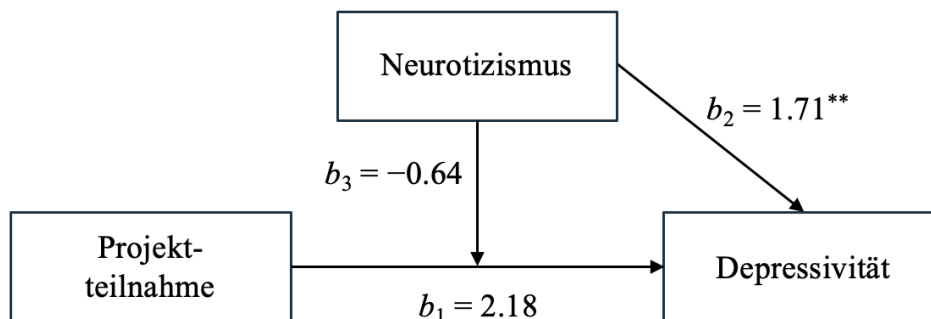 Neurotizismus
b₂ = 1.71**
b₃ = −0.64
Projekt-
teilnahme
Depressivität
b₁ = 2.18